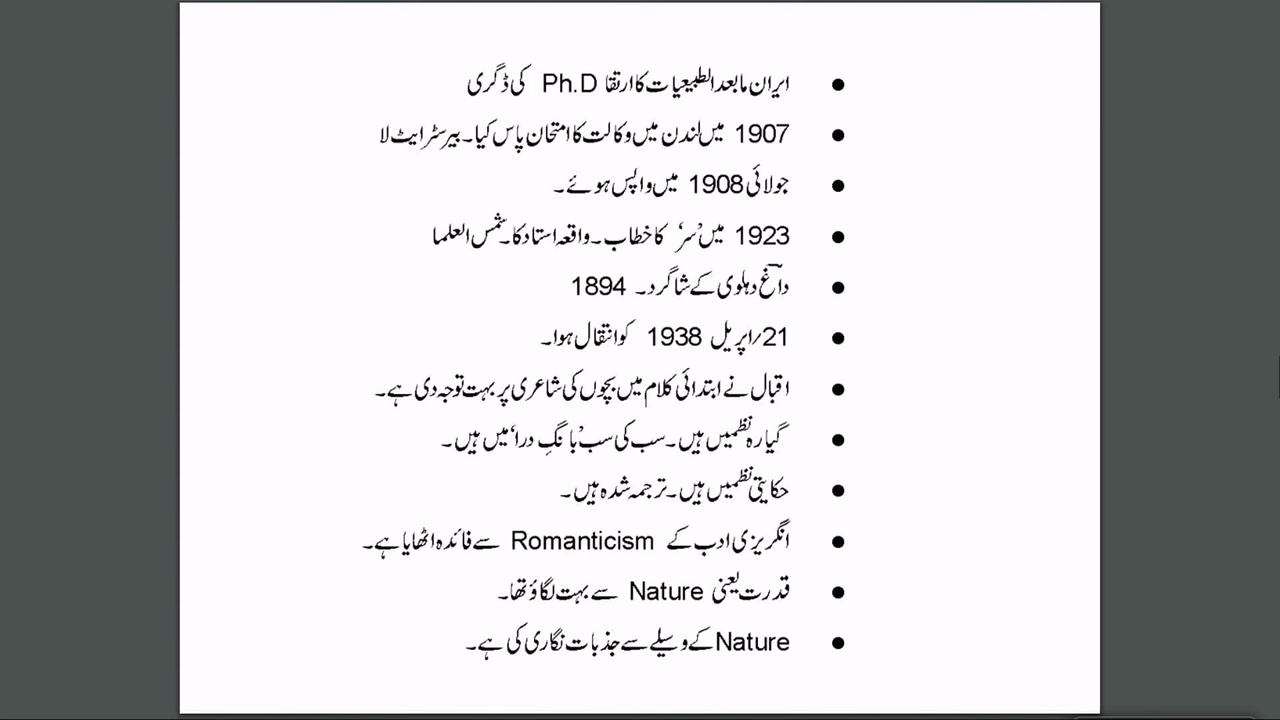 ● ایران مابعدالطبیعیات کا ارتقا Ph.D کی ڈگری
● 1907 میں لندن میں وکالت کا امتحان پاس کیا۔ بیرسٹر ایٹ لا
● جولائی 1908 میں واپس ہوئے۔
● 1923 میں ’سر‘ کا خطاب۔ واقعہ استاد کا۔ شمس العلما
● داغؔ دہلوی کے شاگرد۔ 1894
● 21؍اپریل 1938 کو انتقال ہوا۔
● اقبال نے ابتدائی کلام میں بچوں کی شاعری پر بہت توجہ دی ہے۔
● گیارہ نظمیں ہیں۔ سب کی سب ’بانگِ درا‘ میں ہیں۔
● حکایتی نظمیں ہیں۔ ترجمہ شدہ ہیں۔
● انگریزی ادب کے Romanticism سے فائدہ اٹھایا ہے۔
● قدرت یعنی Nature سے بہت لگاؤ تھا۔
● Nature کے وسیلے سے جذبات نگاری کی ہے۔